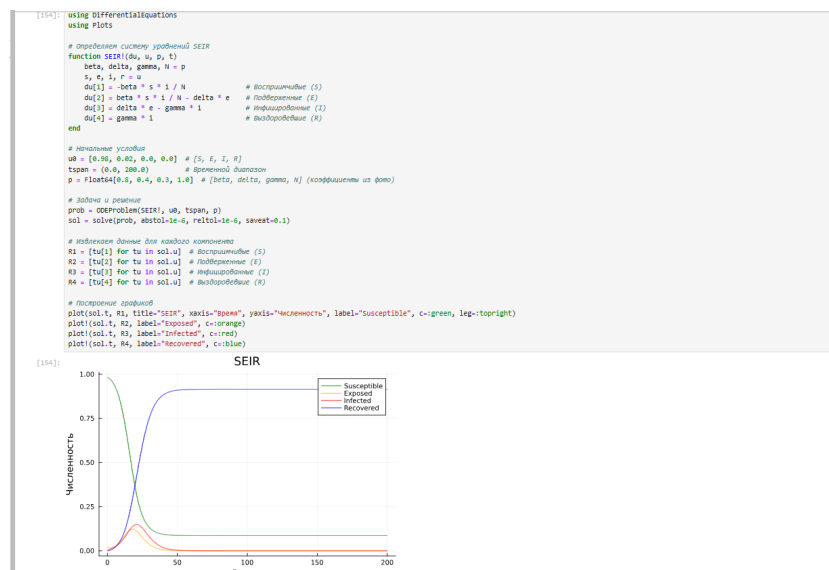 [154]: using DifferentialEquations
using Plots
# Определяем систему уравнений SEIR
function SEIR!(du, u, p, t)
beta, delta, gamma, N = p
s, e, i, r = u
du[1] = -beta * s * i / N # Восприимчивые (S)
du[2] = beta * s * i / N - delta * e # Подверженные (E)
du[3] = delta * e - gamma * i # Инфицированные (I)
du[4] = gamma * i # Выздоровевшие (R)
end
# Начальные условия
u0 = [0.98, 0.02, 0.0, 0.0] # [S, E, I, R]
tspan = (0.0, 200.0) # Временной диапазон
p = Float64[0.8, 0.4, 0.3, 1.0] # [beta, delta, gamma, N] (коэффициенты из фото)
# Задача и решение
prob = ODEProblem(SEIR!, u0, tspan, p)
sol = solve(prob, abstol=1e-6, reltol=1e-6, saveat=0.1)
# Извлекаем данные для каждого компонента
R1 = [tu[1] for tu in sol.u] # Восприимчивые (S)
R2 = [tu[2] for tu in sol.u] # Подверженные (E)
R3 = [tu[3] for tu in sol.u] # Инфицированные (I)
R4 = [tu[4] for tu in sol.u] # Выздоровевшие (R)
# Построение графиков
plot(sol.t, R1, title="SEIR", xaxis="Время", yaxis="Численность", label="Susceptible", c=:green, leg=:topright)
plot!(sol.t, R2, label="Exposed", c=:orange)
plot!(sol.t, R3, label="Infected", c=:red)
plot!(sol.t, R4, label="Recovered", c=:blue)
[154]:
SEIR
1.00
Susceptible
Exposed
Infected
Recovered
0.75
Численность
0.50
0.25
0.00
0 50 100 150 200